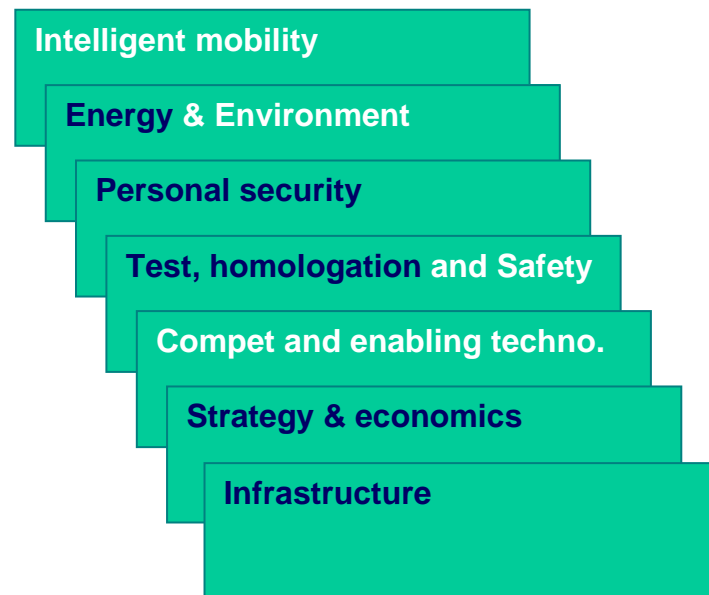 Intelligent mobility
Energy & Environment
Personal security
Test, homologation and Safety
Compet and enabling techno.
Strategy & economics
Infrastructure